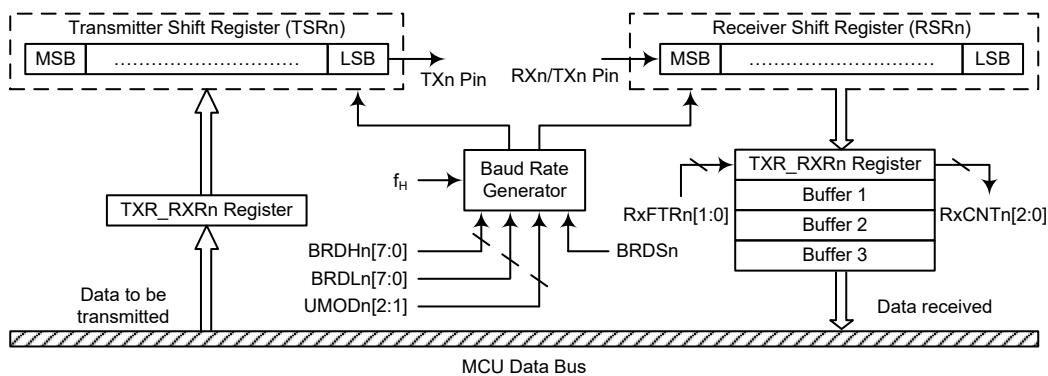 Transmitter Shift Register (TSRn)
MSB .............................. LSB
TXn Pin
Receiver Shift Register (RSRn)
RXn/TXn Pin
MSB .............................. LSB
Baud Rate
Generator
fH
TXR_RXRn Register
BRDHn[7:0]
BRDLn[7:0]
UMODn[2:1]
BRDSn
TXR_RXRn Register
Buffer 1
Buffer 2
Buffer 3
RxFTRn[1:0]
RxCNTn[2:0]
Data to be
transmitted
Data received
MCU Data Bus